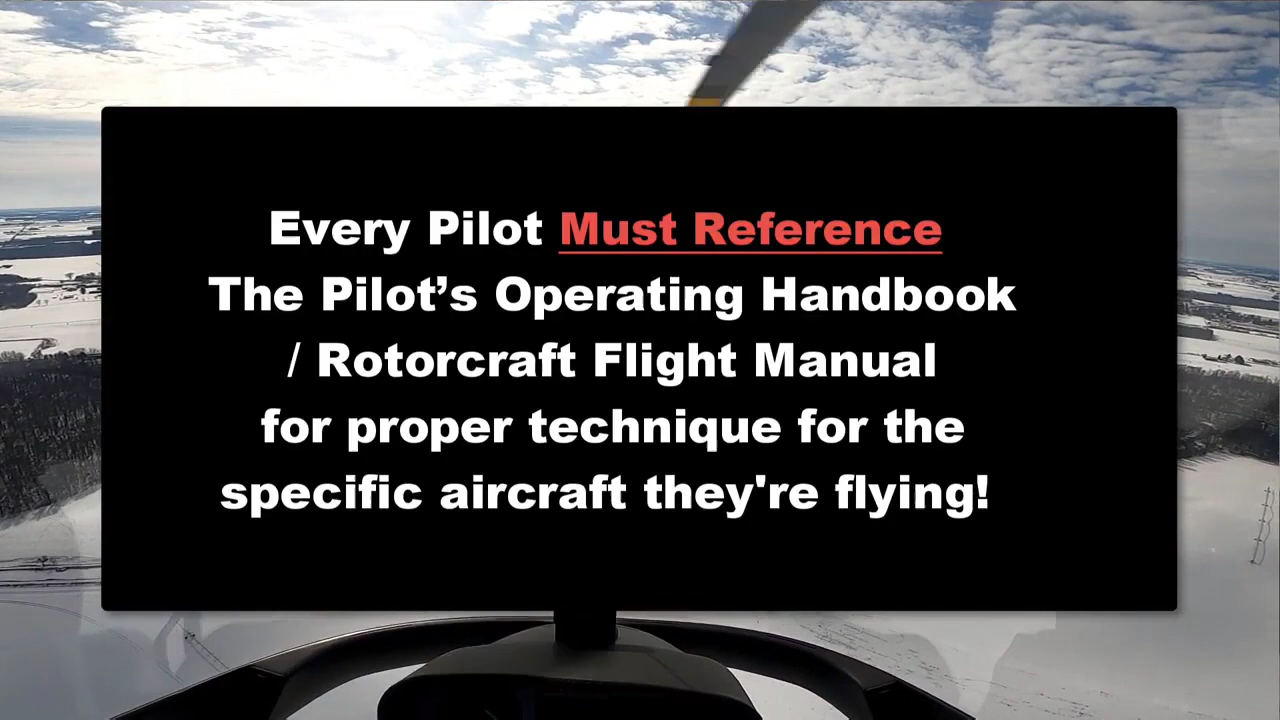 Every Pilot Must Reference
The Pilot’s Operating Handbook
/ Rotorcraft Flight Manual
for proper technique for the
specific aircraft they're flying!